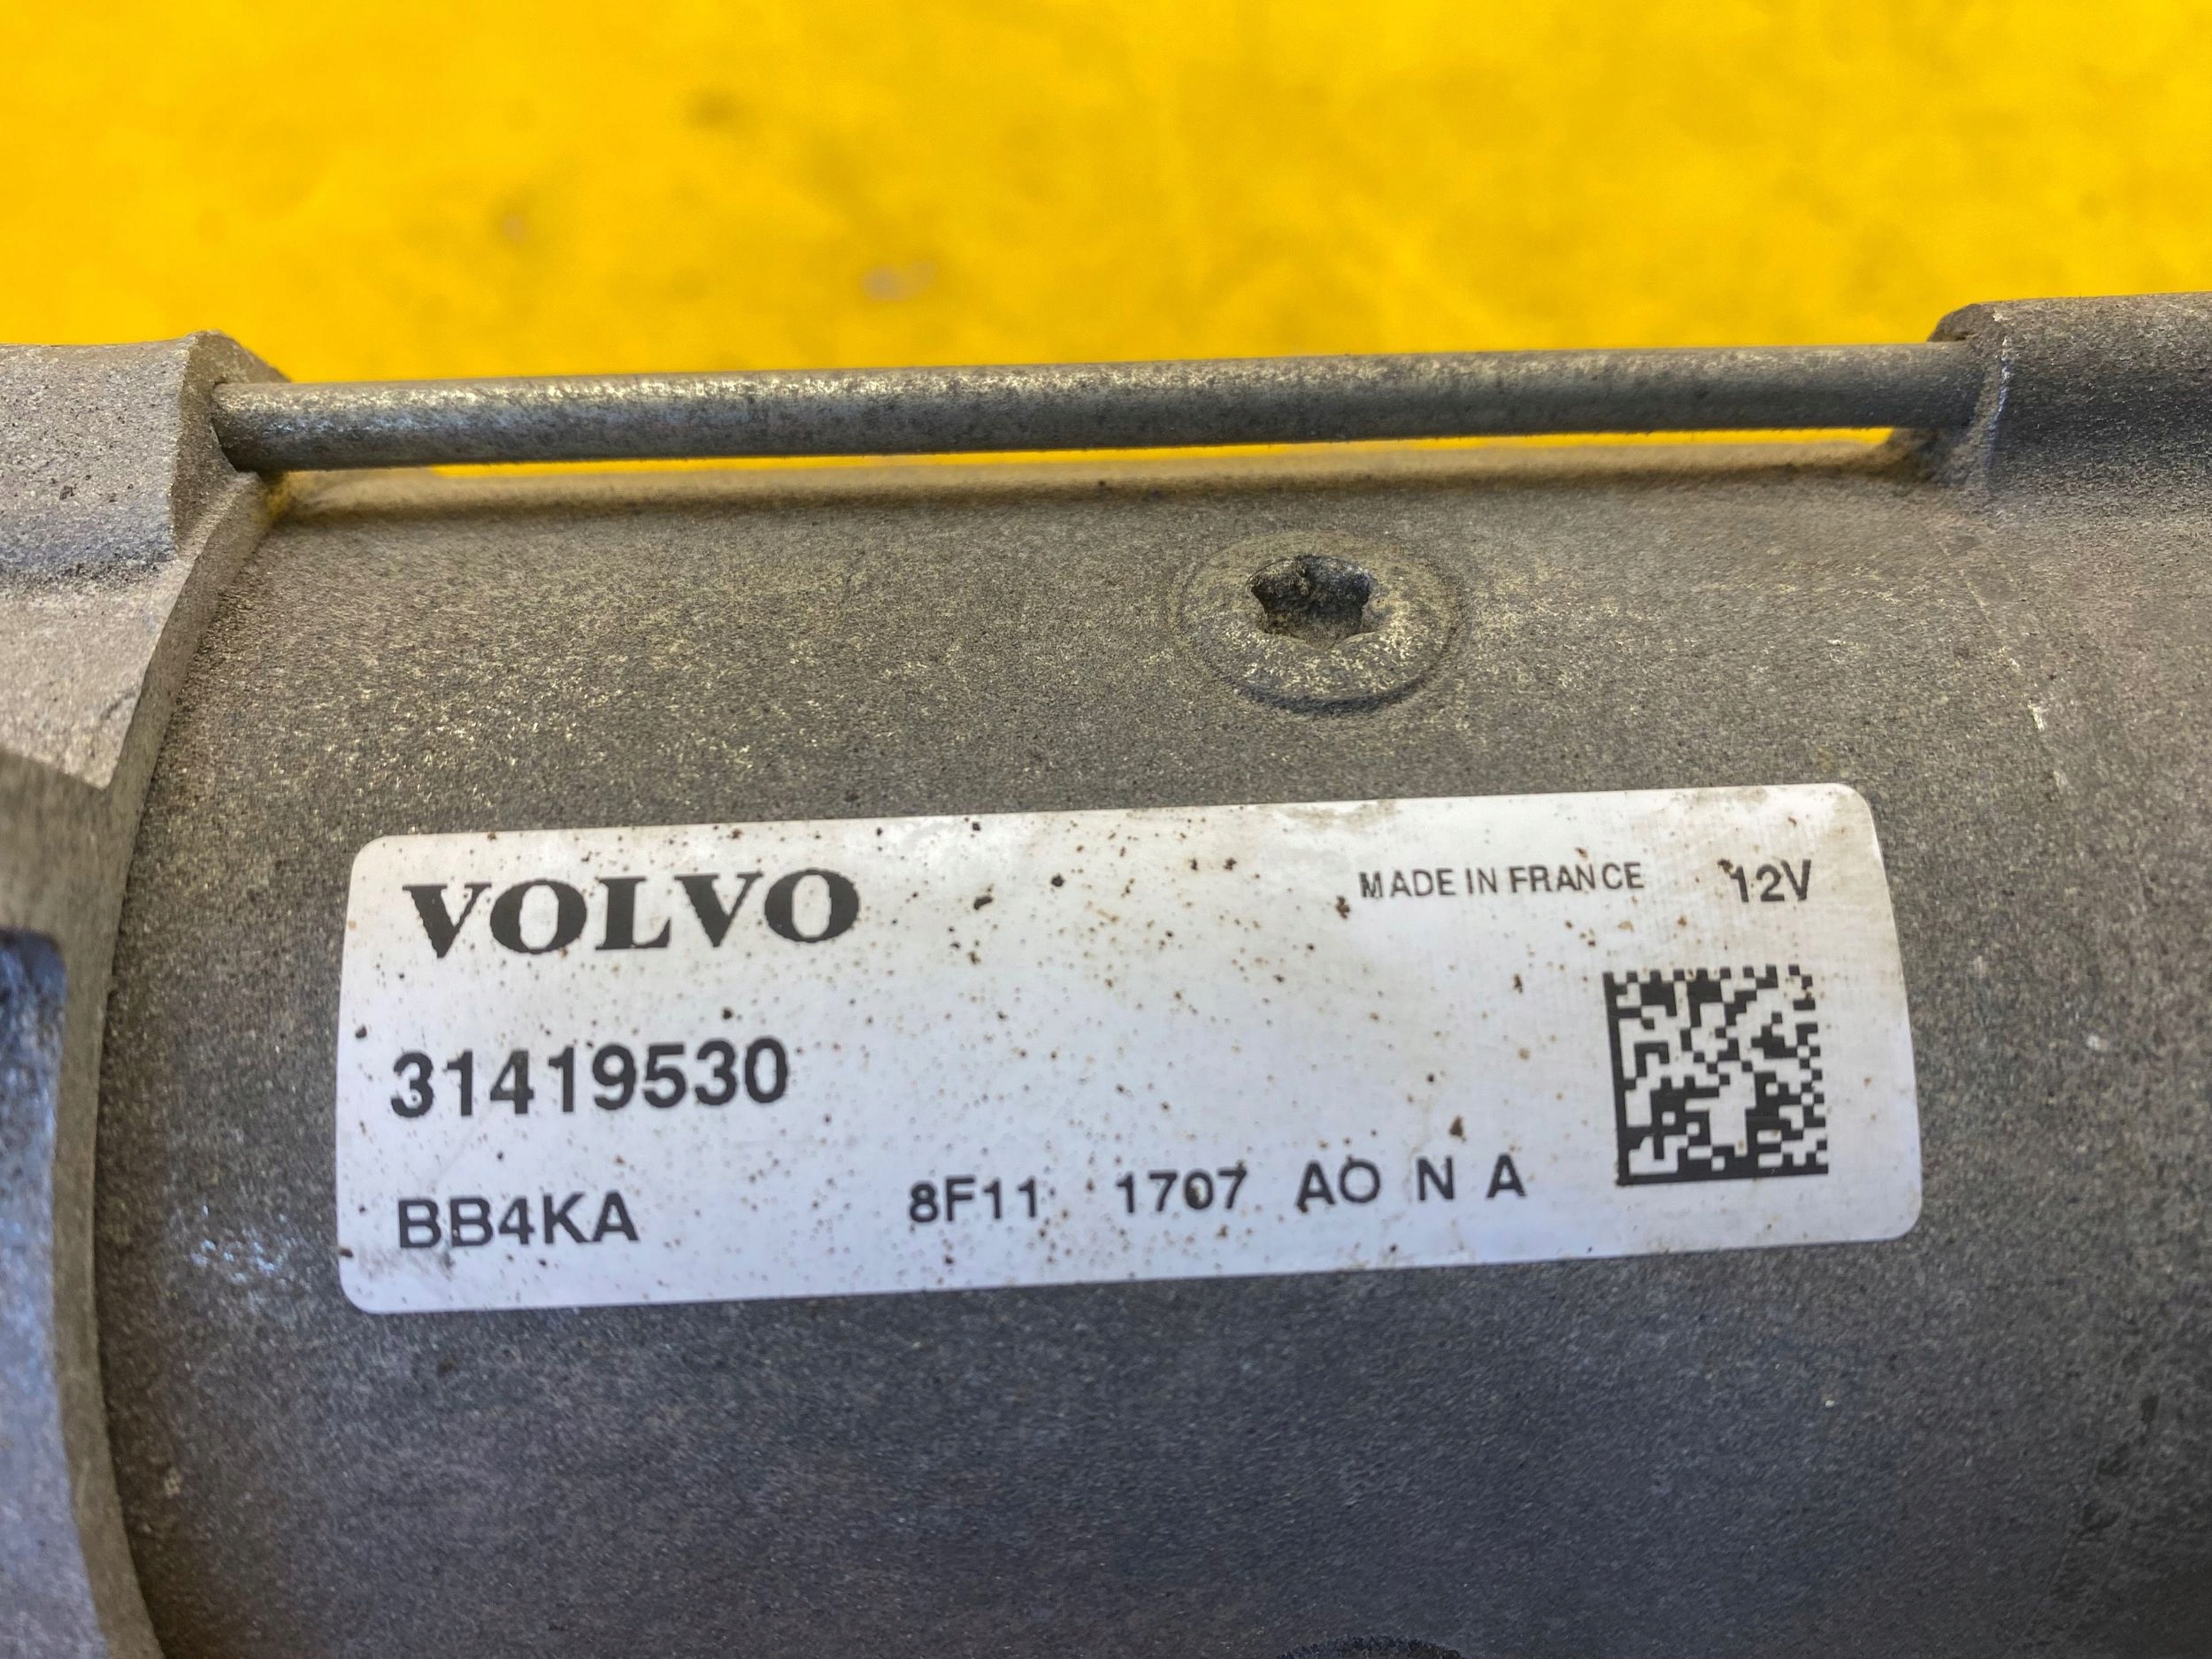 VOLVO MADE IN FRANCE 12V
31419530
BB4KA 8F11 1707 AO N A